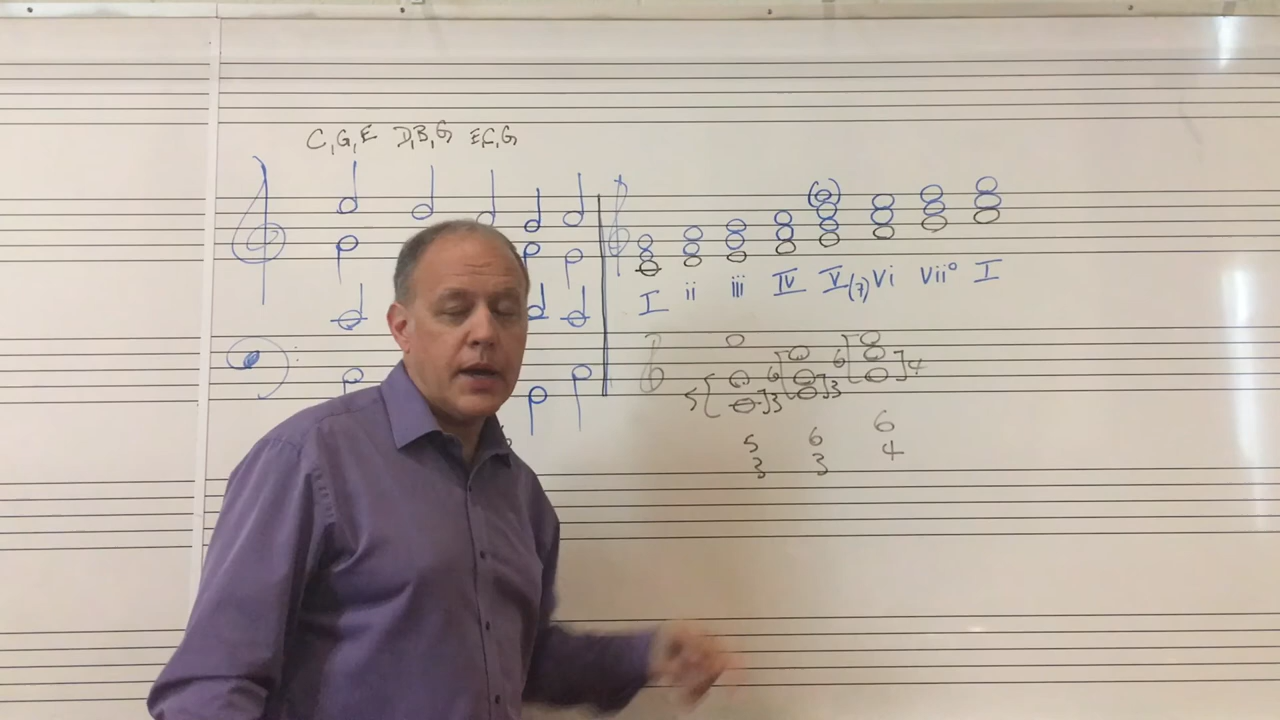 C,G,E D,B,G E,C,G
I ii iii IV V(7) vi vii° I
5 3 6 3 6 4
5 6 6
3 3 4